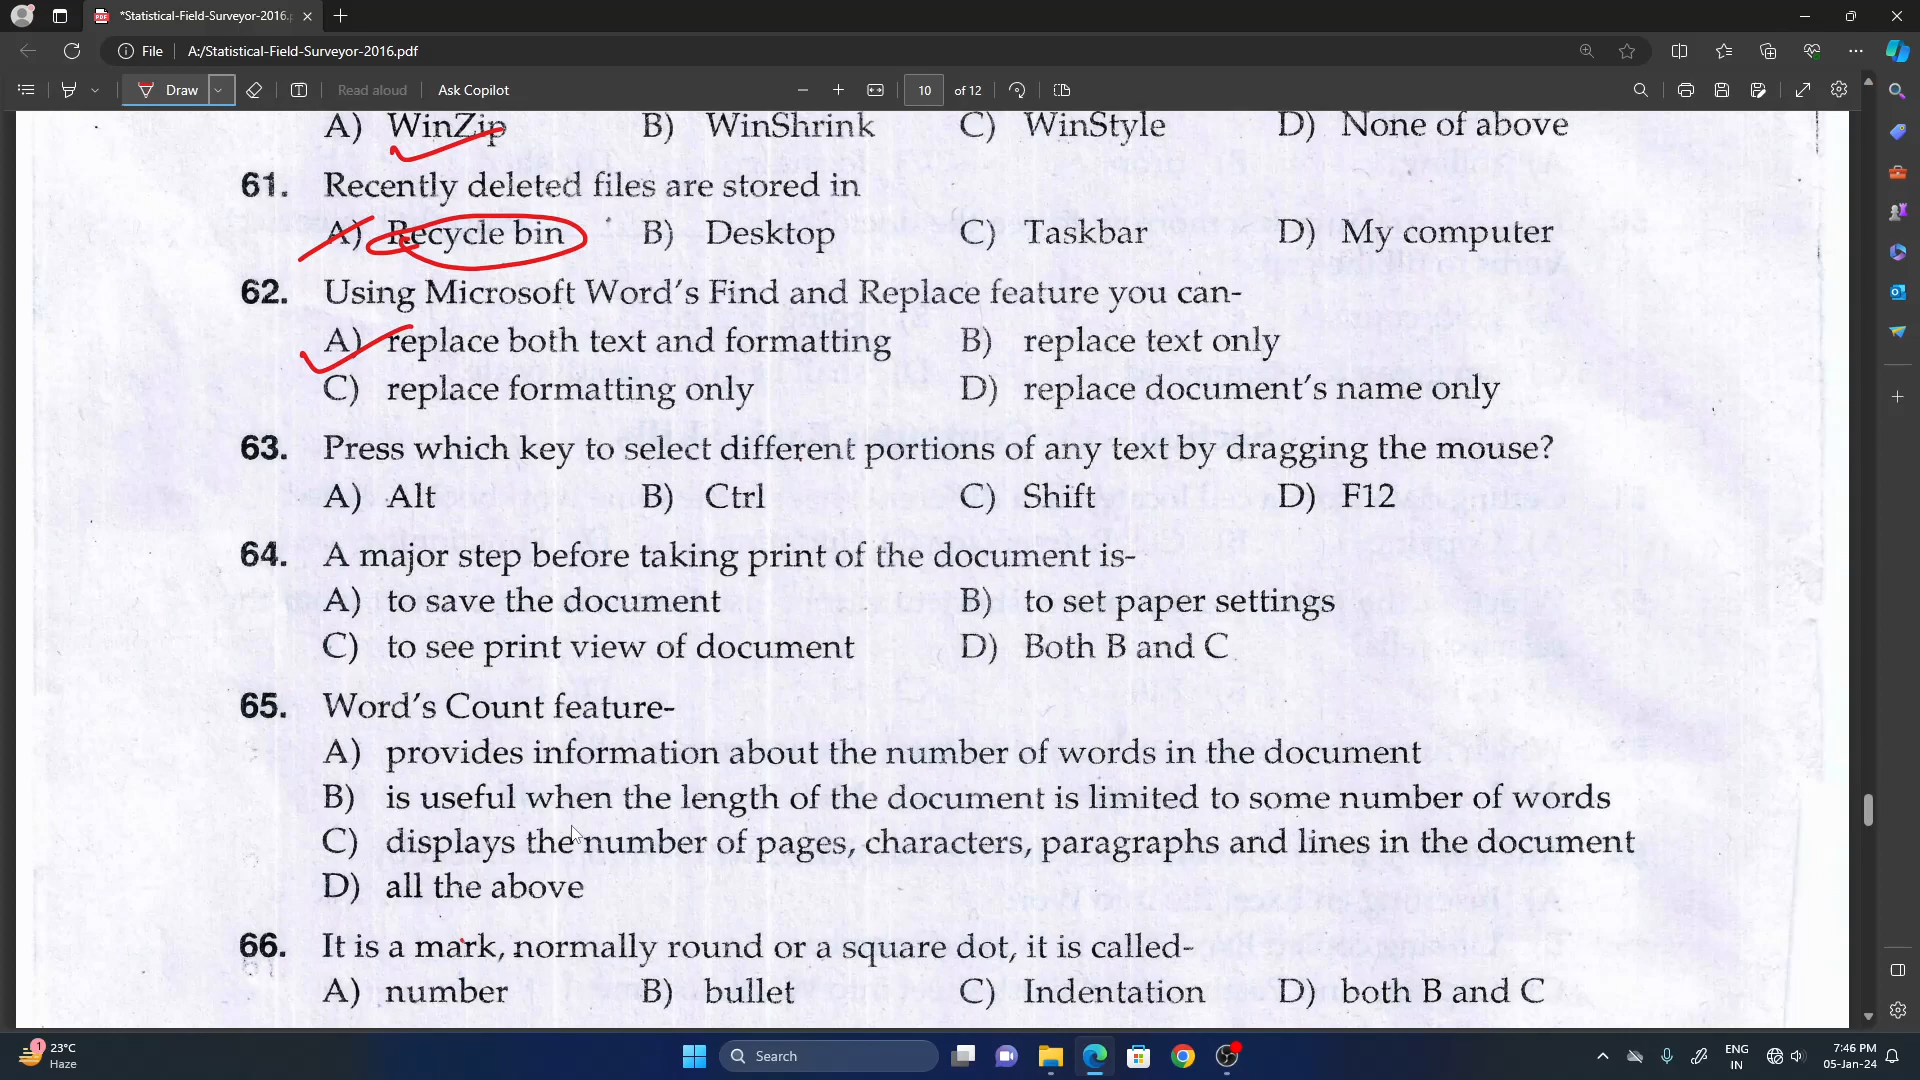 *Statistical-Field-Surveyor-2016.p
File A:/Statistical-Field-Surveyor-2016.pdf
Draw Read aloud Ask Copilot 10 of 12
A) WinZip B) WinShrink C) WinStyle D) None of above
61. Recently deleted files are stored in
A) Recycle bin B) Desktop C) Taskbar D) My computer
62. Using Microsoft Word's Find and Replace feature you can-
A) replace both text and formatting B) replace text only
C) replace formatting only D) replace document's name only
63. Press which key to select different portions of any text by dragging the mouse?
A) Alt B) Ctrl C) Shift D) F12
64. A major step before taking print of the document is-
A) to save the document B) to set paper settings
C) to see print view of document D) Both B and C
65. Word's Count feature-
A) provides information about the number of words in the document
B) is useful when the length of the document is limited to some number of words
C) displays the number of pages, characters, paragraphs and lines in the document
D) all the above
66. It is a mark, normally round or a square dot, it is called-
A) number B) bullet C) Indentation D) both B and C
1 23°C
Haze
Search
ENG
IN
7:46 PM
05-Jan-24